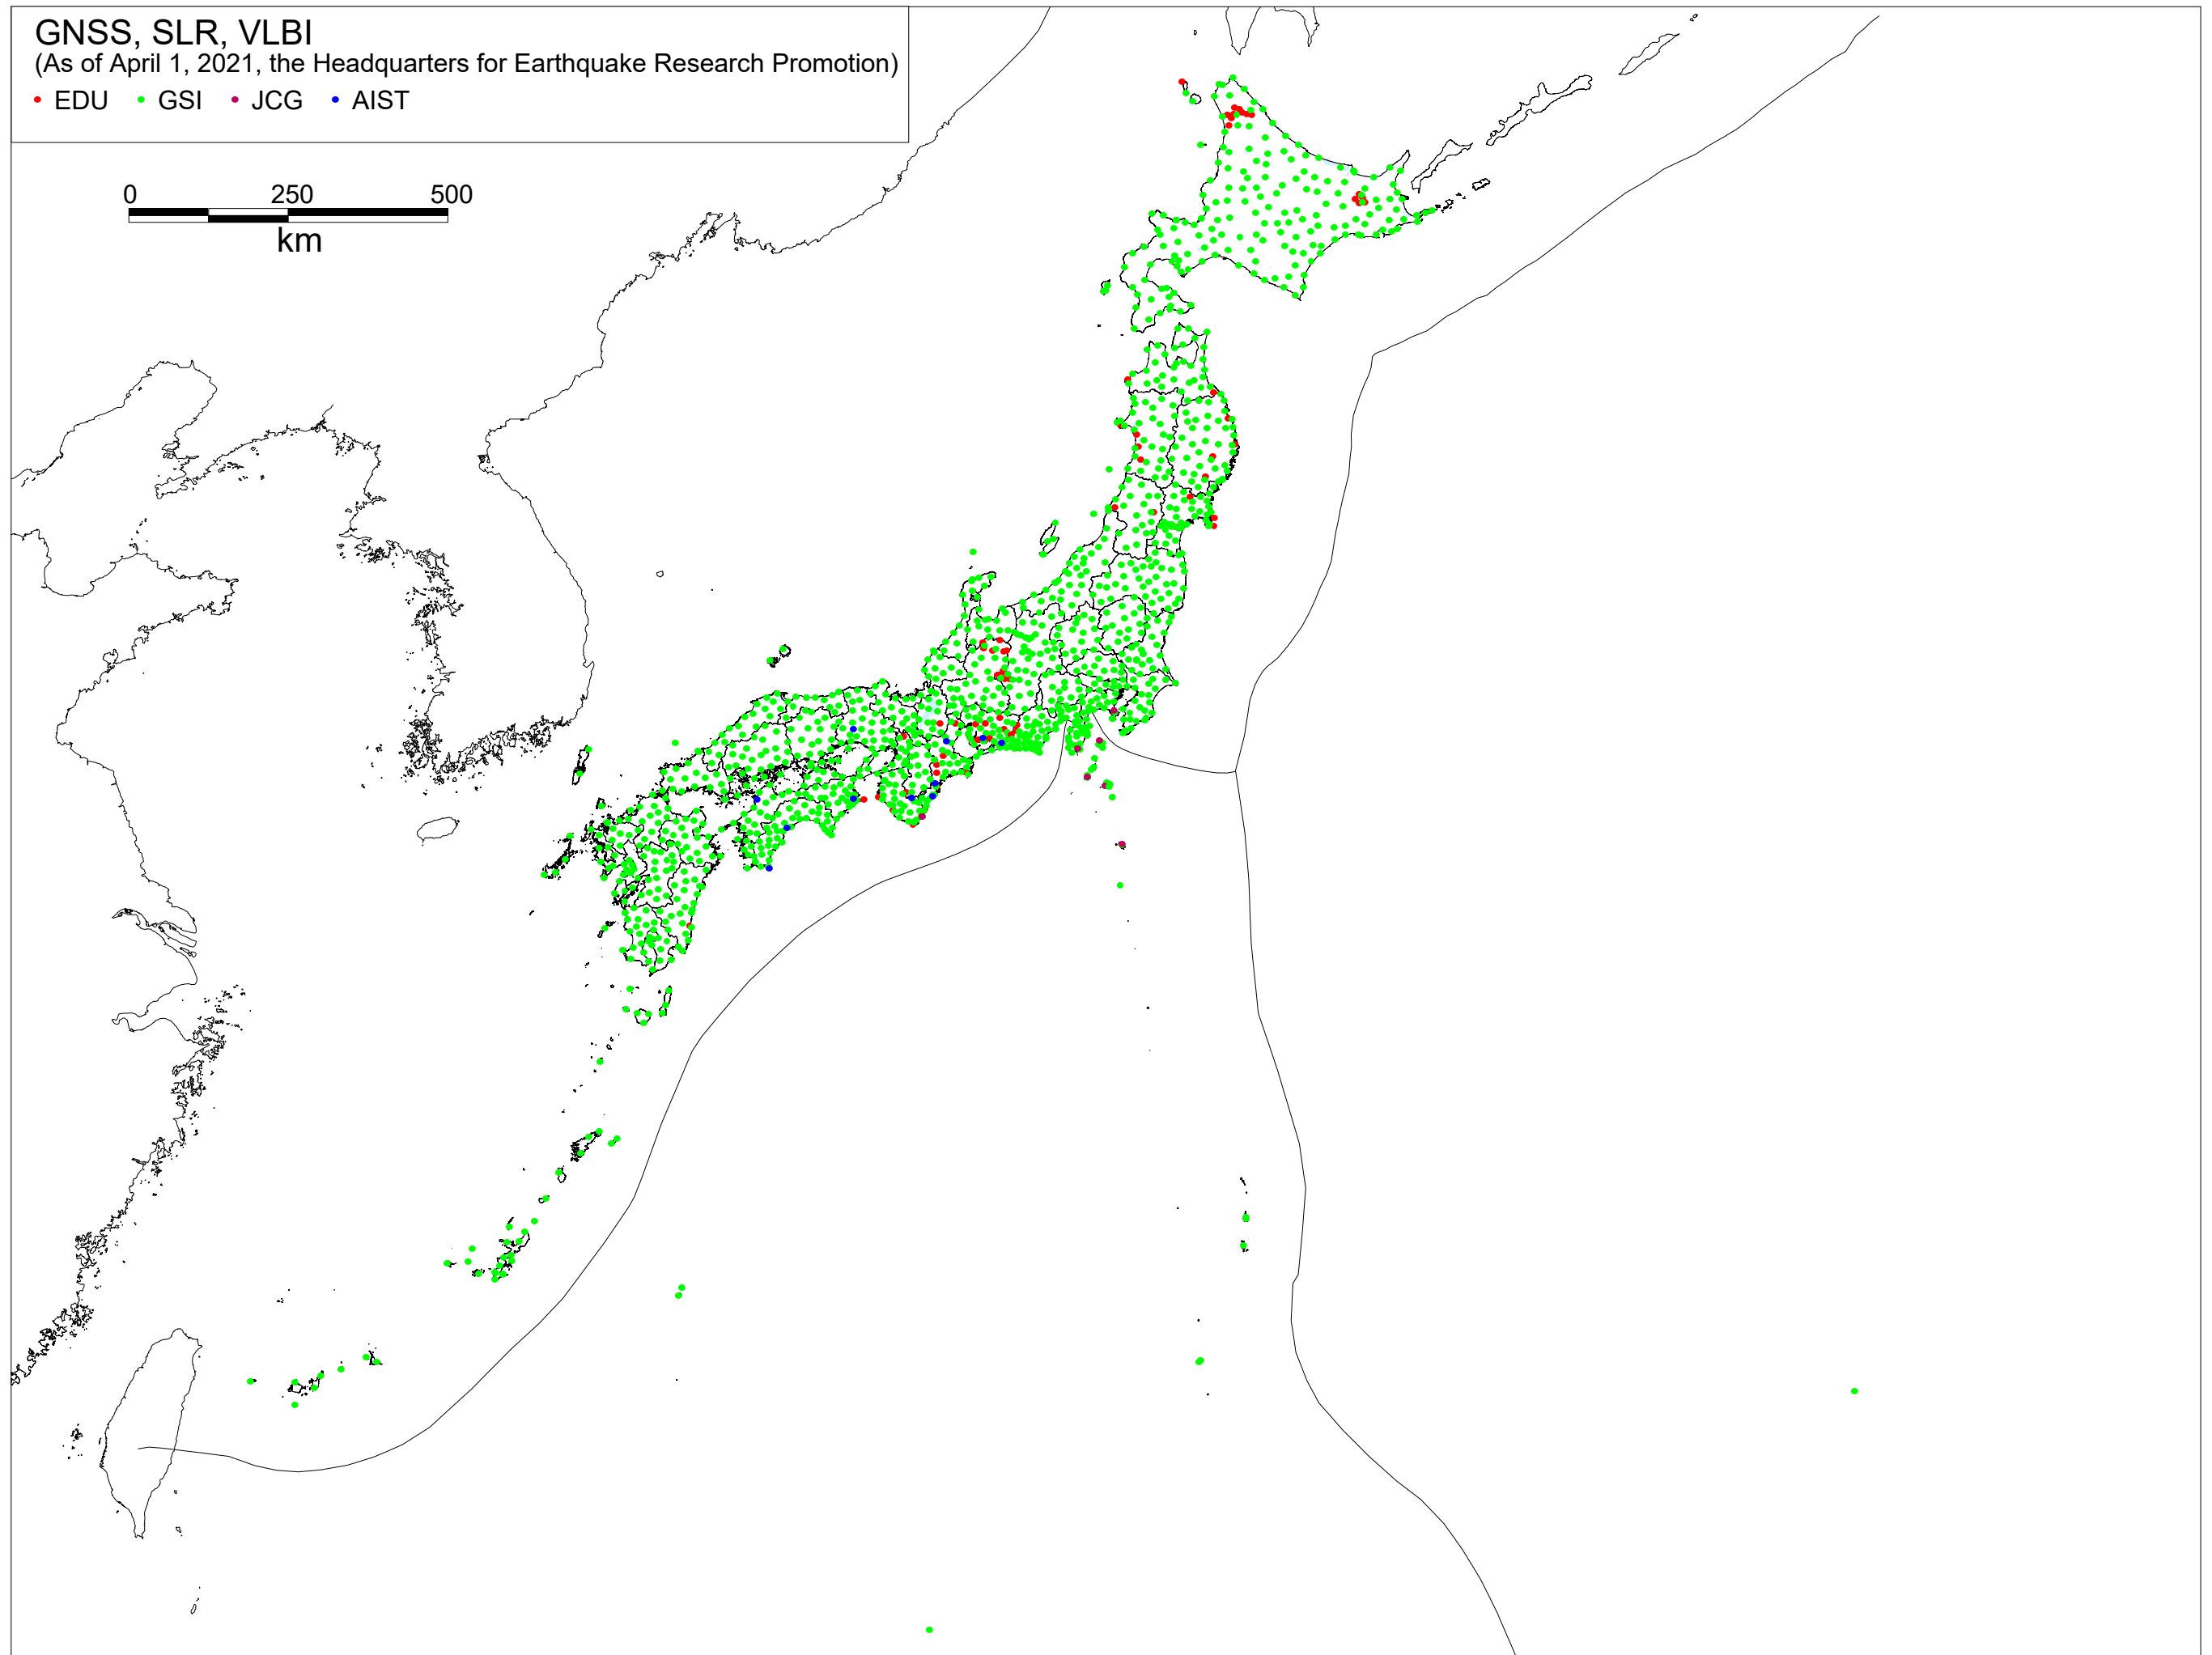 GNSS, SLR, VLBI
(As of April 1, 2021, the Headquarters for Earthquake Research Promotion)
EDU GSI JCG AIST
0 250 500
km